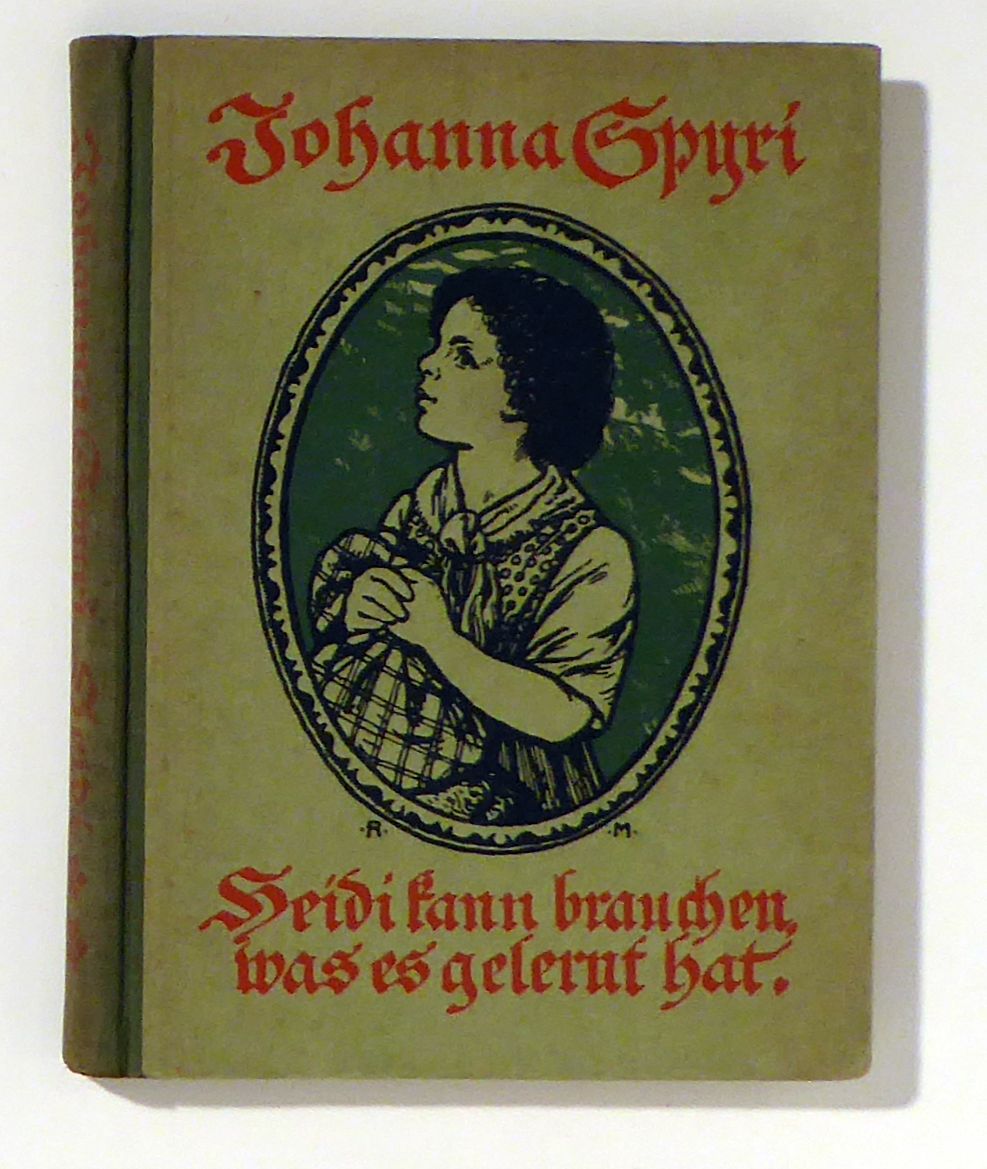 Johanna Spyri
·R· ·M·
Heidi kann brauchen,
was es gelernt hat.